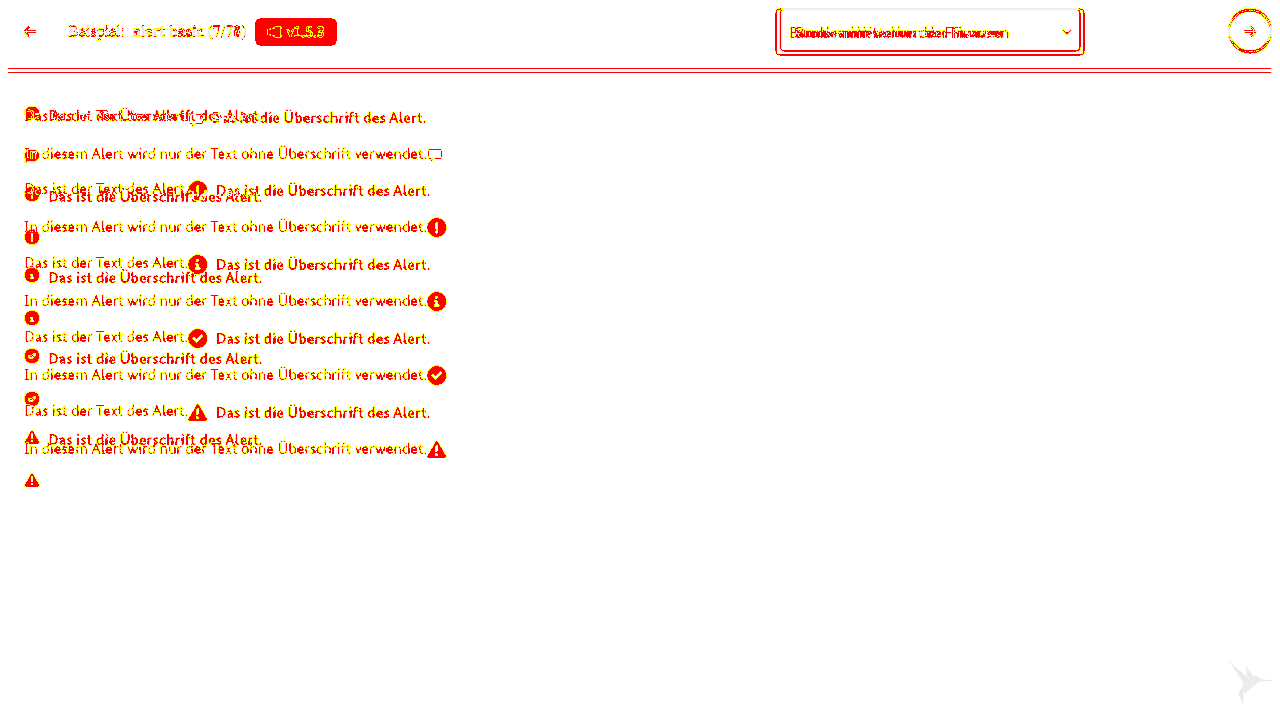 Beispiel: alert basic (7/78) v1.5.3
der Finanzen
Das ist die Überschrift des Alert.
In diesem Alert wird nur der Text ohne Überschrift verwendet.
Das ist der Text des Alert. Das ist die Überschrift des Alert.
Das ist die Überschrift des Alert.
In diesem Alert wird nur der Text ohne Überschrift verwendet.
Das ist der Text des Alert. Das ist die Überschrift des Alert.
Das ist die Überschrift des Alert.
In diesem Alert wird nur der Text ohne Überschrift verwendet.
Das ist der Text des Alert. Das ist die Überschrift des Alert.
Das ist die Überschrift des Alert.
In diesem Alert wird nur der Text ohne Überschrift verwendet.
Das ist der Text des Alert. Das ist die Überschrift des Alert.
Das ist die Überschrift des Alert.
In diesem Alert wird nur der Text ohne Überschrift verwendet.